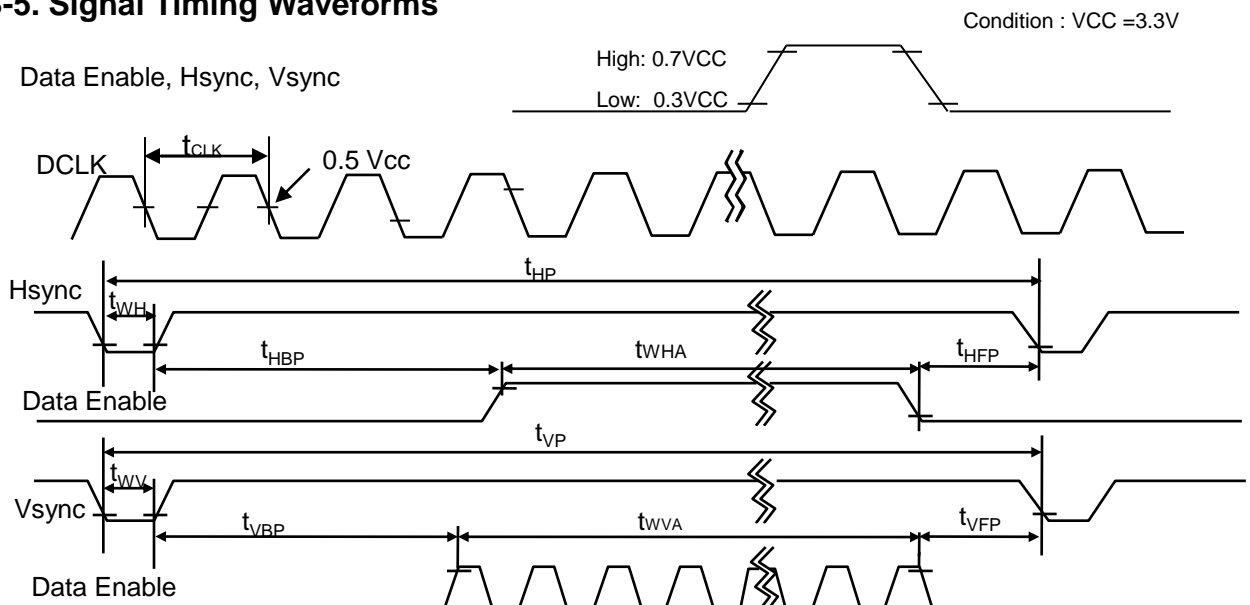 -5. Signal Timing Waveforms
Condition : VCC =3.3V
High: 0.7VCC
Data Enable, Hsync, Vsync
Low: 0.3VCC
tCLK
0.5 Vcc
DCLK
tHP
Hsync
tWH
tHBP
tWHA
tHFP
Data Enable
tVP
tWV
Vsync
tVBP
tWVA
tVFP
Data Enable